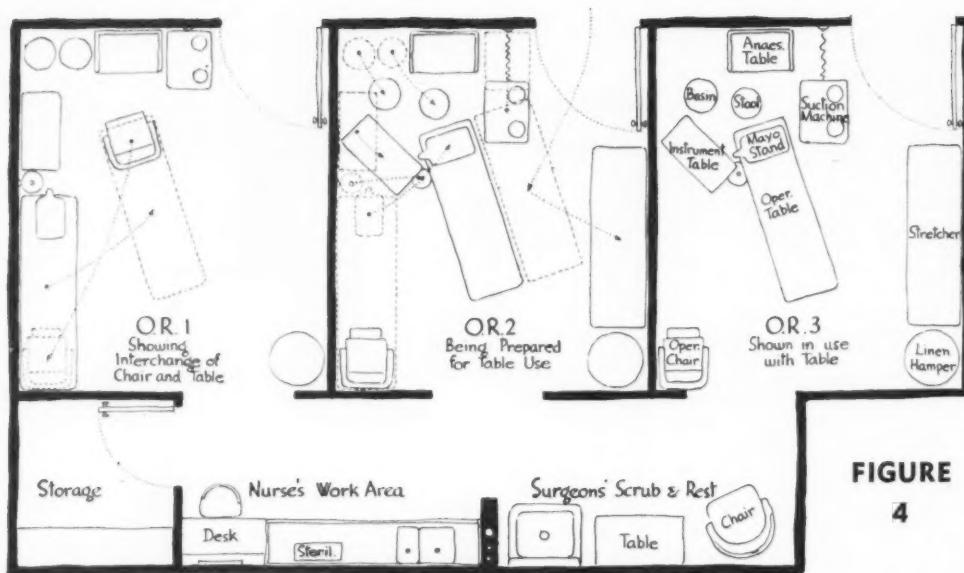 O.R. 1
Showing
Interchange of
Chair and Table
O.R. 2
Being Prepared
for Table Use
Anaes.
Table
Basin
Stool
Suction
Machine
Instrument
Table
Mayo
Stand
Oper.
Table
Stretcher
O.R. 3
Shown in use
with Table
Oper.
Chair
Linen
Hamper
Storage
Nurse's Work Area
Desk
Steril.
Surgeons' Scrub & Rest
Table
Chair
FIGURE
4